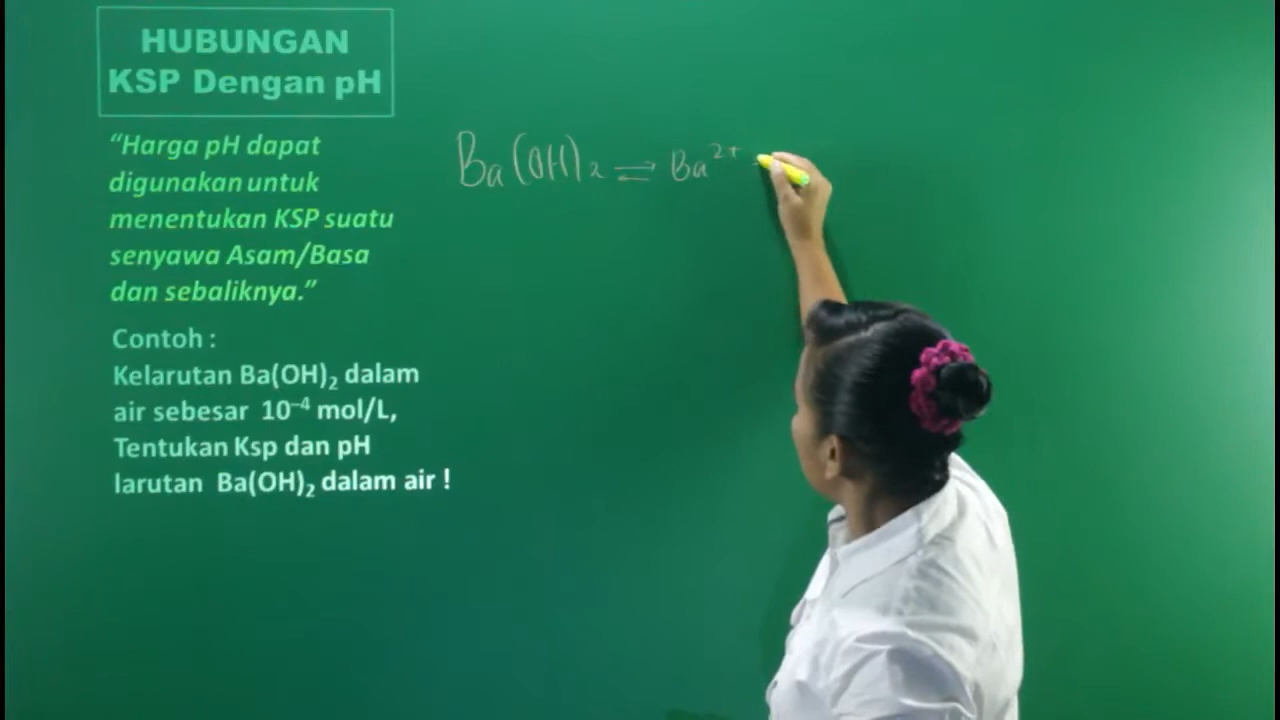 HUBUNGAN
KSP Dengan pH
“Harga pH dapat
digunakan untuk
menentukan KSP suatu
senyawa Asam/Basa
dan sebaliknya.”
Contoh :
Kelarutan Ba(OH)₂ dalam
air sebesar 10⁻⁴ mol/L,
Tentukan Ksp dan pH
larutan Ba(OH)₂ dalam air !
Ba(OH)₂ ⇌ Ba²⁺